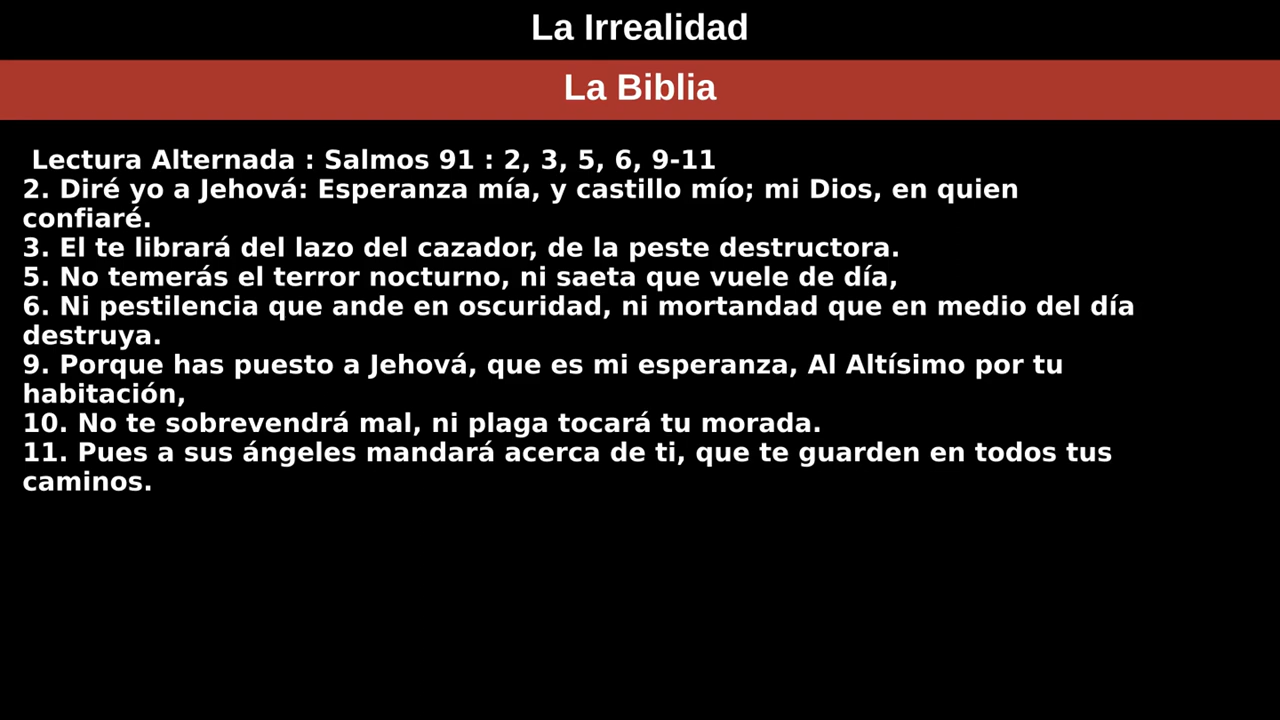 La Irrealidad
La Biblia
Lectura Alternada : Salmos 91 : 2, 3, 5, 6, 9-11
2. Diré yo a Jehová: Esperanza mía, y castillo mío; mi Dios, en quien
confiaré.
3. El te librará del lazo del cazador, de la peste destructora.
5. No temerás el terror nocturno, ni saeta que vuele de día,
6. Ni pestilencia que ande en oscuridad, ni mortandad que en medio del día
destruya.
9. Porque has puesto a Jehová, que es mi esperanza, Al Altísimo por tu
habitación,
10. No te sobrevendrá mal, ni plaga tocará tu morada.
11. Pues a sus ángeles mandará acerca de ti, que te guarden en todos tus
caminos.